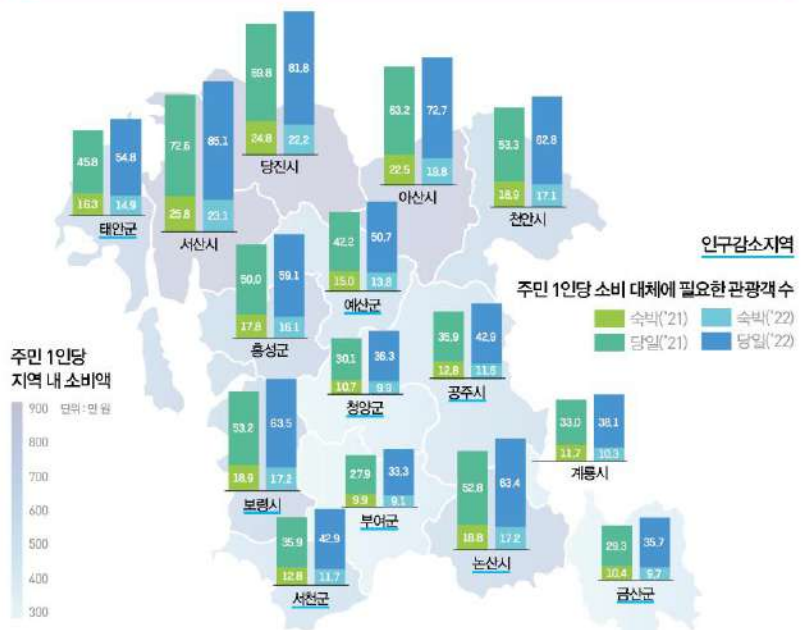 69.8 81.8
24.8 22.2
당진시
63.2 72.7
22.5 19.8
아산시
53.3 62.8
18.9 17.1
천안시
45.8 54.8
16.3 14.9
태안군
72.6 85.1
25.8 23.1
서산시
42.2 50.7
15.0 13.8
예산군
50.0 59.1
17.8 16.1
홍성군
30.1 36.3
10.7 9.9
청양군
35.9 42.9
12.8 11.6
공주시
33.0 38.1
11.7 10.3
계룡시
53.2 63.5
18.9 17.2
보령시
27.9 33.3
9.9 9.1
부여군
52.8 63.4
18.8 17.2
논산시
35.9 42.9
12.8 11.7
서천군
29.3 35.7
10.4 9.7
금산군
인구감소지역
주민 1인당 소비 대체에 필요한 관광객 수
숙박('21) 숙박('22)
당일('21) 당일('22)
주민 1인당
지역 내 소비액
단위 : 만 원
900
800
700
600
500
400
300